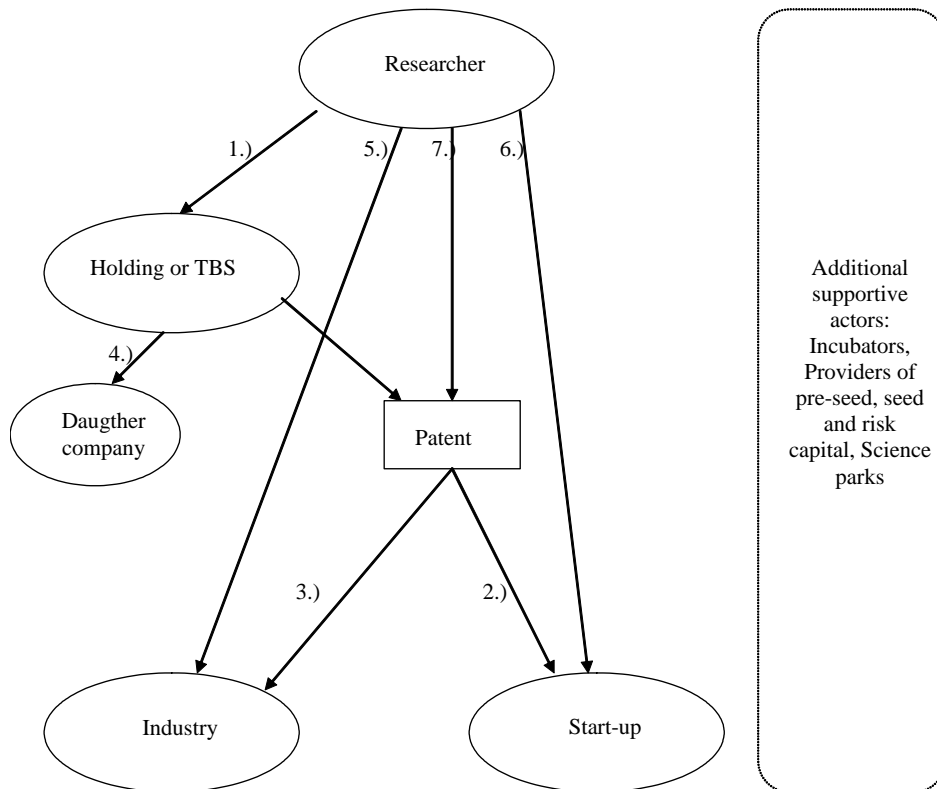 Researcher
1.)
5.)
7.)
6.)
Holding or TBS
4.)
Daugther
company
Patent
3.)
2.)
Industry
Start-up
Additional
supportive
actors:
Incubators,
Providers of
pre-seed, seed
and risk
capital, Science
parks